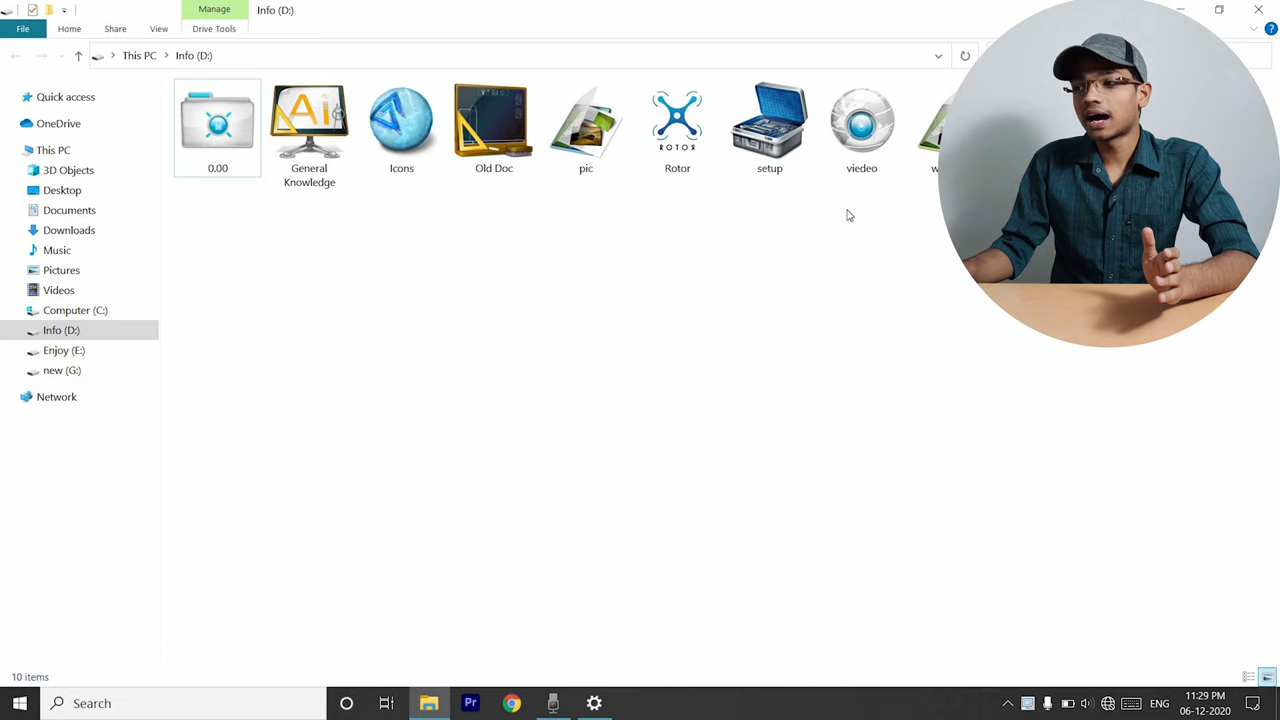 Manage
Info (D:)
File
Home
Share
View
Drive Tools
This PC
Info (D:)
Quick access
OneDrive
This PC
3D Objects
Desktop
Documents
Downloads
Music
Pictures
Videos
Computer (C:)
Info (D:)
Enjoy (E:)
new (G:)
Network
0.00
Ai
General
Knowledge
Icons
Old Doc
pic
ROTOR
Rotor
setup
viedeo
10 items
Search
Pr
ENG
11:29 PM
06-12-2020